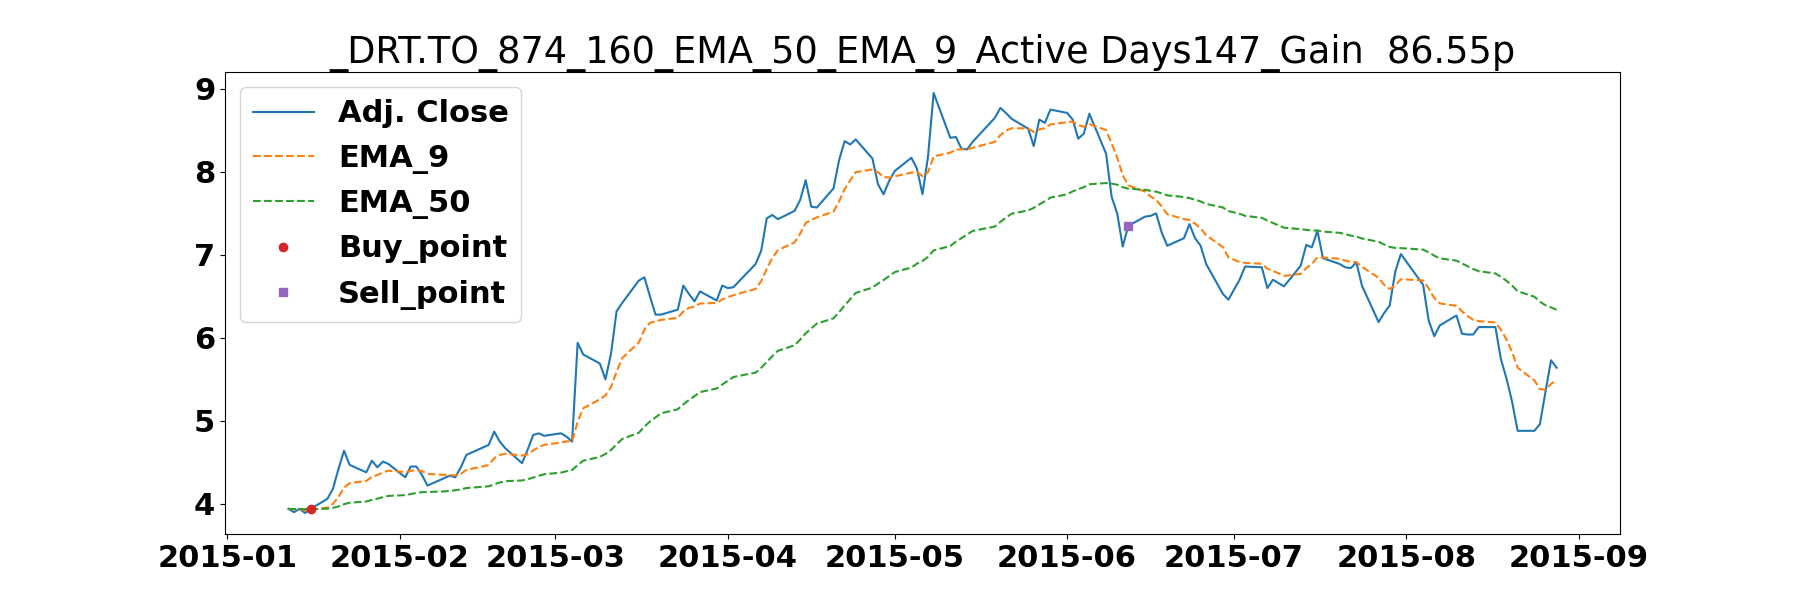 _DRT.TO_874_160_EMA_50_EMA_9_Active Days147_Gain  86.55p
9
8
7
6
5
4
Adj. Close
EMA_9
EMA_50
Buy_point
Sell_point
2015-01 2015-02 2015-03 2015-04 2015-05 2015-06 2015-07 2015-08 2015-09